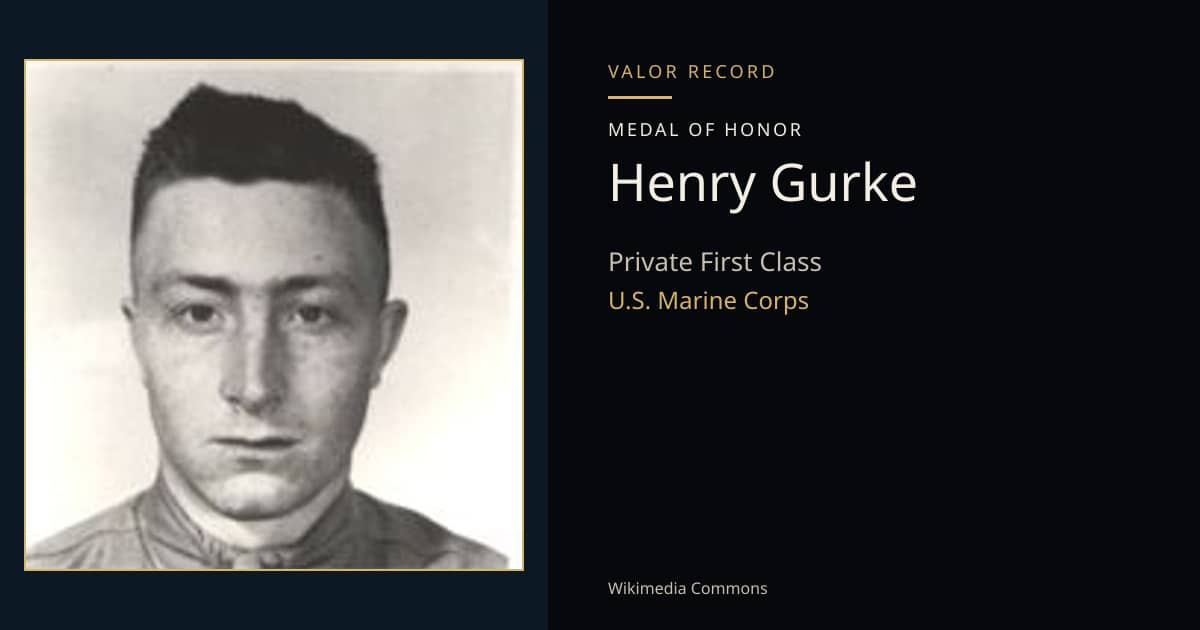 VALOR RECORD
MEDAL OF HONOR
Henry Gurke
Private First Class
U.S. Marine Corps
Wikimedia Commons